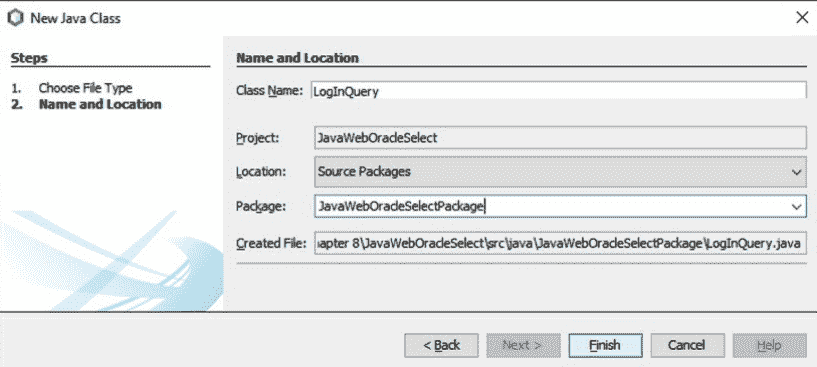 New Java Class
Steps
1. Choose File Type
2. Name and Location
Name and Location
Class Name: LogInQuery
Project: JavaWebOracleSelect
Location: Source Packages
Package: JavaWebOracleSelectPackage
Created File: hapter 8\JavaWebOracleSelect\src\java\JavaWebOracleSelectPackage\LogInQuery.java
< Back
Next >
Finish
Cancel
Help